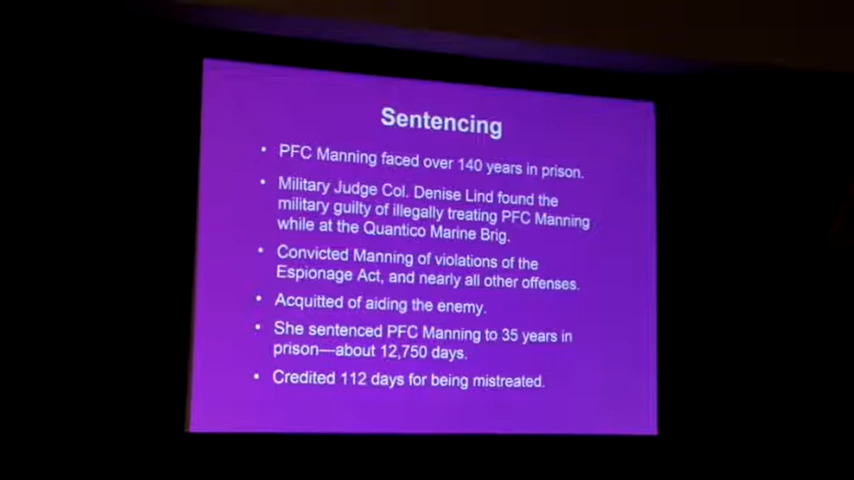 Sentencing
• PFC Manning faced over 140 years in prison.
• Military Judge Col. Denise Lind found the
military guilty of illegally treating PFC Manning
while at the Quantico Marine Brig.
• Convicted Manning of violations of the
Espionage Act, and nearly all other offenses.
• Acquitted of aiding the enemy.
• She sentenced PFC Manning to 35 years in
prison—about 12,750 days.
• Credited 112 days for being mistreated.